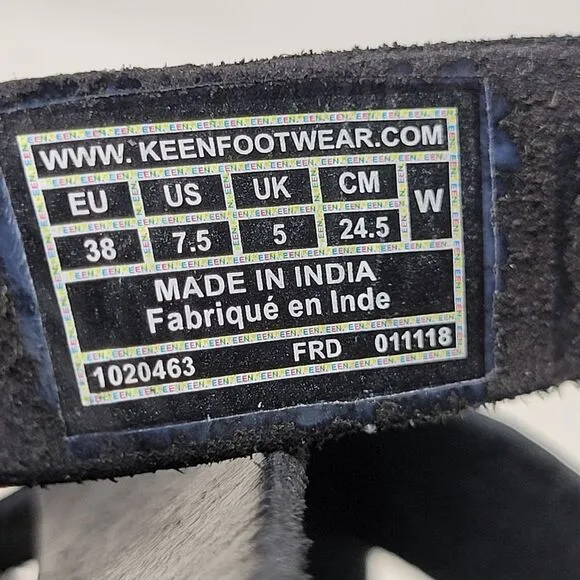 WWW. KEENFOOTWEAR.COM
EU US UK CM W
38 7.5 5 24.5
MADE IN INDIA
Fabriqué en Inde
1020463 FRD 011118